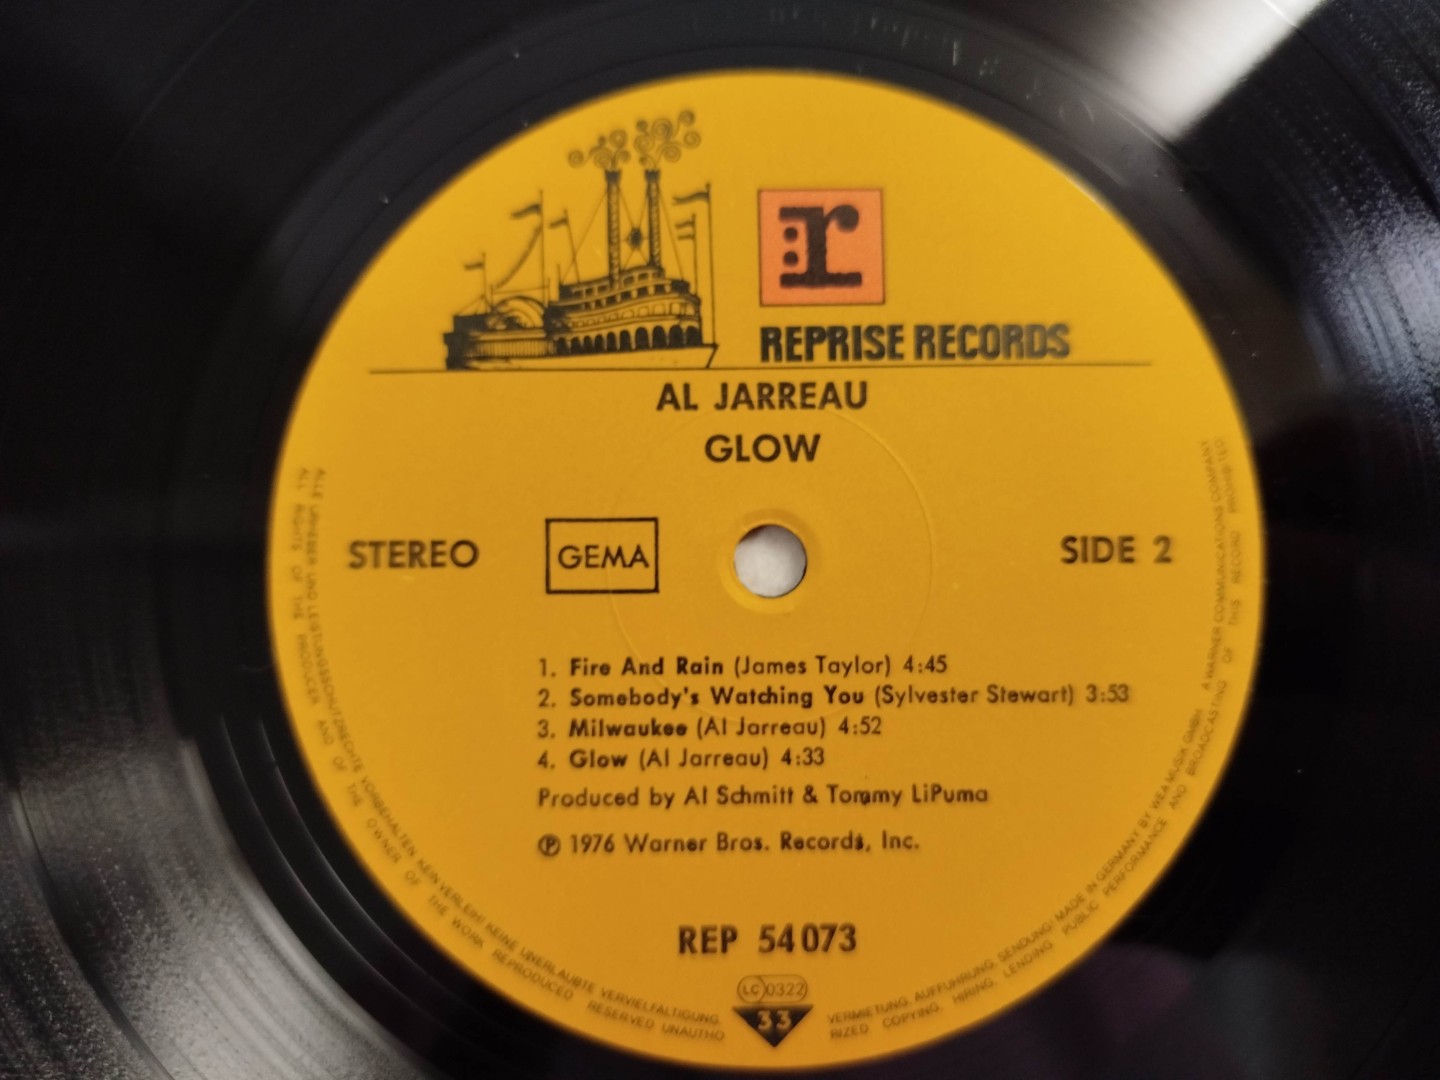 r
REPRISE RECORDS
AL JARREAU
GLOW
STEREO
GEMA
SIDE 2
1. Fire And Rain (James Taylor) 4:45
2. Somebody's Watching You (Sylvester Stewart) 3:53
3. Milwaukee (Al Jarreau) 4:52
4. Glow (Al Jarreau) 4:33
Produced by Al Schmitt & Tommy LiPuma
℗ 1976 Warner Bros. Records, Inc.
REP 54 073
LC 0322
33
ALLE URHEBER UND LEISTUNGSSCHUTZRECHTE VORBEHALTEN KEIN VERLEIH! KEINE UNERLAUBTE VERVIELFÄLTIGUNG, VERMIETUNG, AUFFÜHRUNG, SENDUNG! MADE IN GERMANY BY WEA MUSIK GMBH A WARNER COMMUNICATIONS COMPANY
ALL RIGHTS OF THE PRODUCER AND OF THE OWNER OF THE WORK REPRODUCED RESERVED UNAUTHORIZED COPYING, HIRING, LENDING, PUBLIC PERFORMANCE AND BROADCASTING OF THIS RECORD PROHIBITED